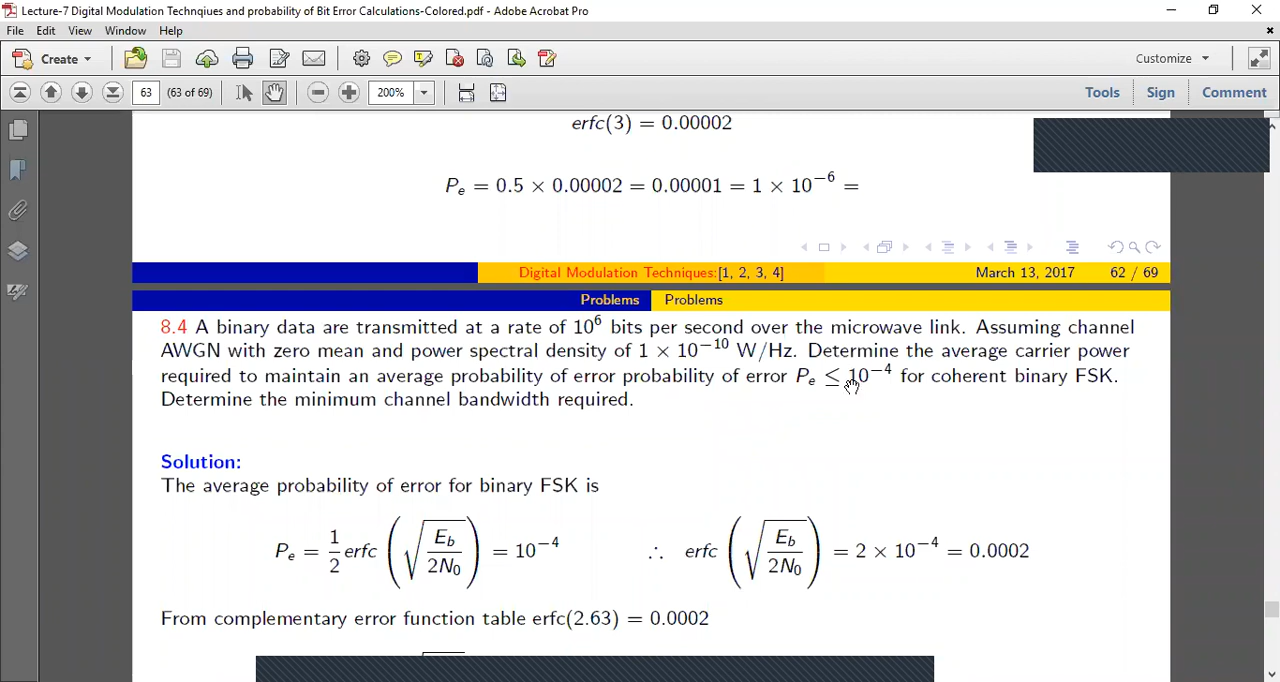 Lecture-7 Digital Modulation Technqiues and probability of Bit Error Calculations-Colored.pdf - Adobe Acrobat Pro
File Edit View Window Help
Create Customize
63 (63 of 69) 200% Tools Sign Comment
erfc(3) = 0.00002
Pₑ = 0.5 × 0.00002 = 0.00001 = 1 × 10⁻⁶ =
Digital Modulation Techniques:[1, 2, 3, 4] March 13, 2017 62 / 69
Problems Problems
8.4 A binary data are transmitted at a rate of 10⁶ bits per second over the microwave link. Assuming channel
AWGN with zero mean and power spectral density of 1 × 10⁻¹⁰ W/Hz. Determine the average carrier power
required to maintain an average probability of error probability of error Pₑ ≤ 10⁻⁴ for coherent binary FSK.
Determine the minimum channel bandwidth required.
Solution:
The average probability of error for binary FSK is
Pₑ = 1/2 erfc (√(E_b/2N₀)) = 10⁻⁴ ∴ erfc (√(E_b/2N₀)) = 2 × 10⁻⁴ = 0.0002
From complementary error function table erfc(2.63) = 0.0002